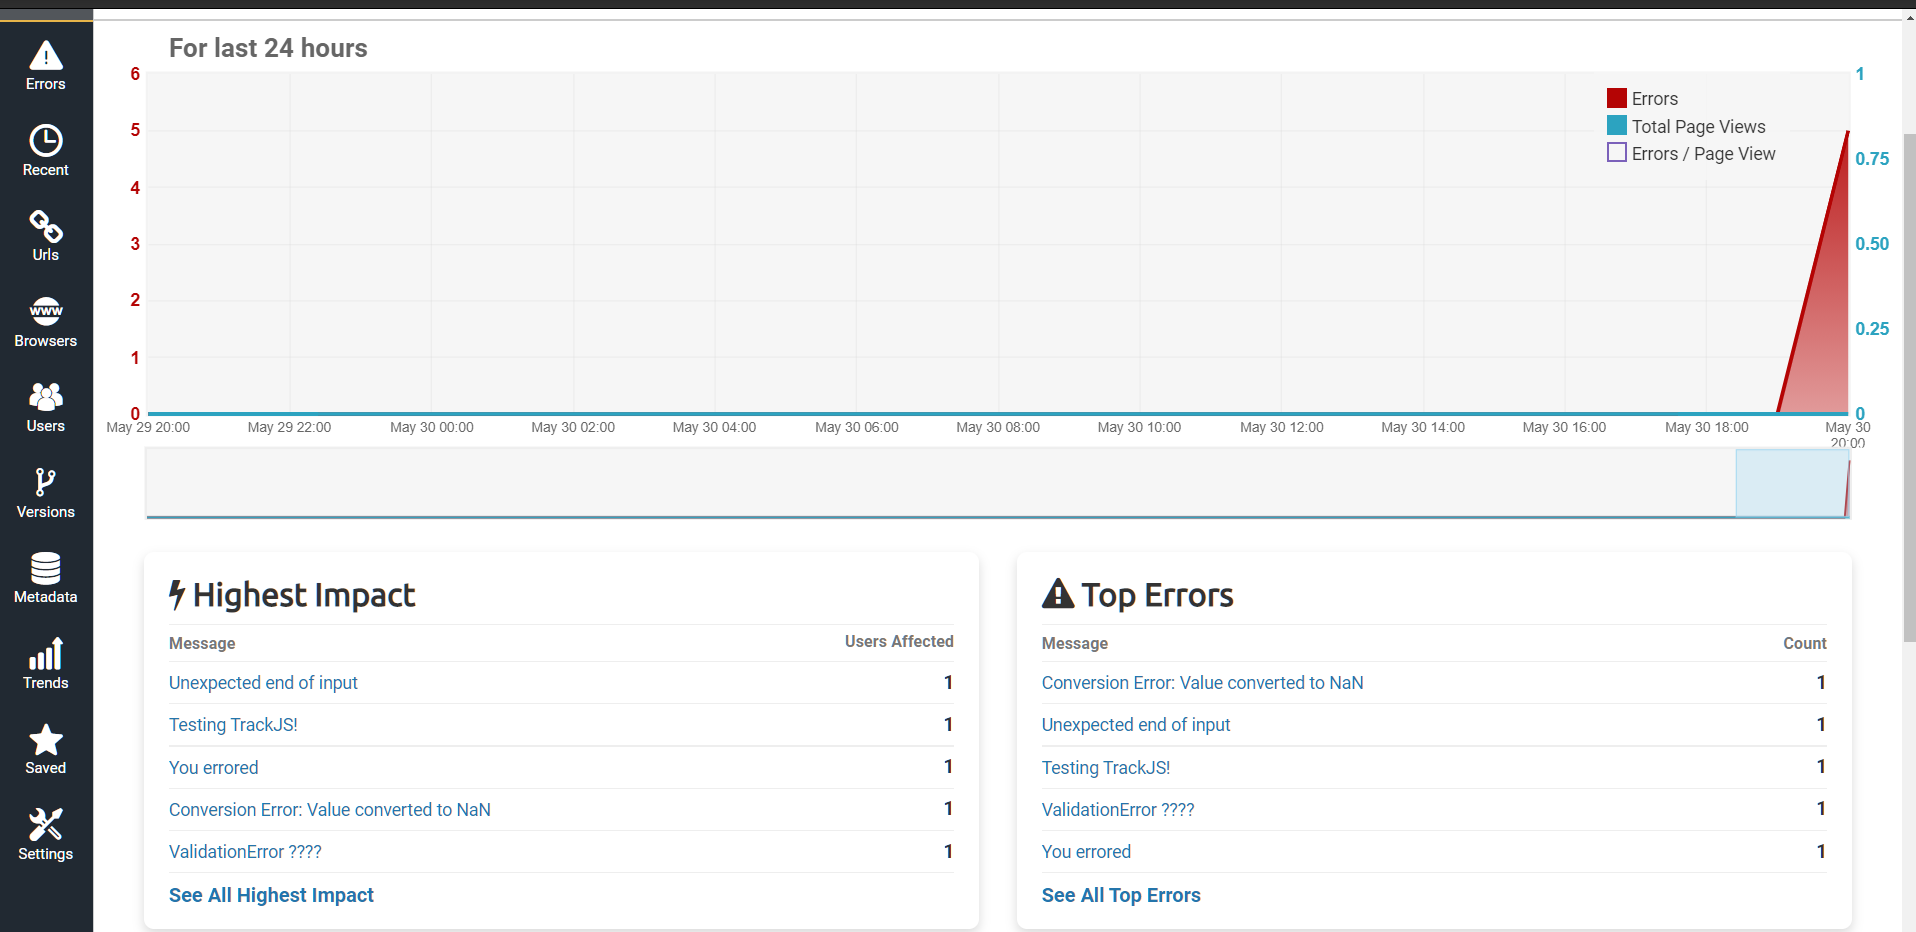 Errors
Recent
Urls
www
Browsers
Users
Versions
Metadata
Trends
Saved
Settings
For last 24 hours
6
5
4
3
2
1
0
1
0.75
0.50
0.25
0
Errors
Total Page Views
Errors / Page View
May 29 20:00 May 29 22:00 May 30 00:00 May 30 02:00 May 30 04:00 May 30 06:00 May 30 08:00 May 30 10:00 May 30 12:00 May 30 14:00 May 30 16:00 May 30 18:00 May 30
20:00
Highest Impact
Message Users Affected
Unexpected end of input 1
Testing TrackJS! 1
You errored 1
Conversion Error: Value converted to NaN 1
ValidationError ???? 1
See All Highest Impact
Top Errors
Message Count
Conversion Error: Value converted to NaN 1
Unexpected end of input 1
Testing TrackJS! 1
ValidationError ???? 1
You errored 1
See All Top Errors